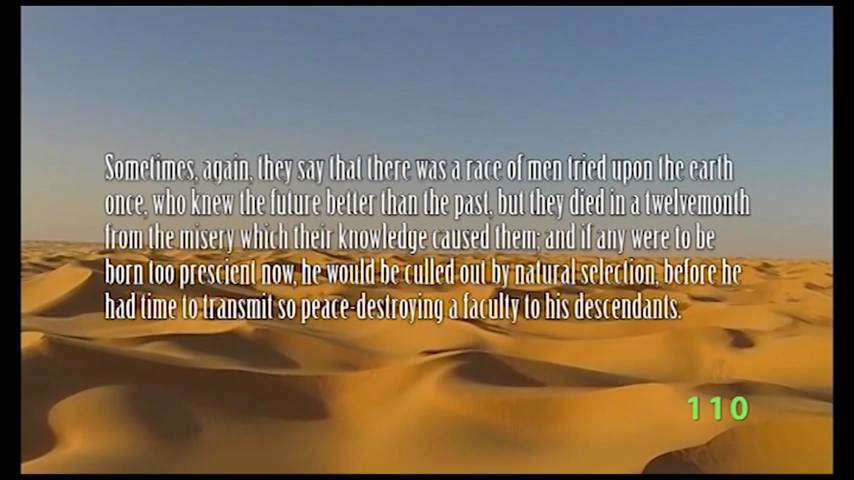 Sometimes, again, they say that there was a race of men tried upon the earth
once, who knew the future better than the past, but they died in a twelvemonth
from the misery which their knowledge caused them; and if any were to be
born too prescient now, he would be culled out by natural selection, before he
had time to transmit so peace-destroying a faculty to his descendants.
110